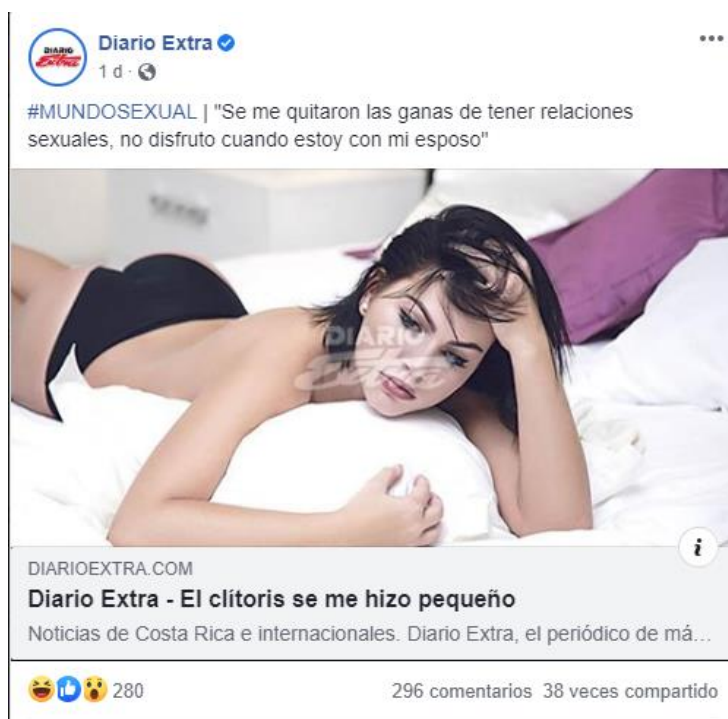 DIARIO
Extra
Diario Extra
1 d ·
#MUNDOSEXUAL | "Se me quitaron las ganas de tener relaciones
sexuales, no disfruto cuando estoy con mi esposo"
DIARIO
Extra
i
DIARIOEXTRA.COM
Diario Extra - El clítoris se me hizo pequeño
Noticias de Costa Rica e internacionales. Diario Extra, el periódico de má...
280
296 comentarios 38 veces compartido